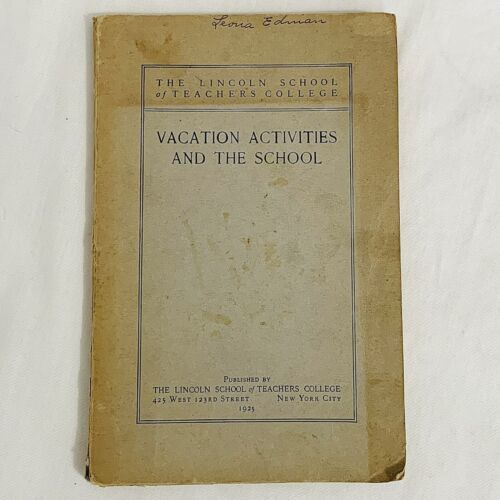 Leona Edman
THE LINCOLN SCHOOL
of TEACHERS COLLEGE
VACATION ACTIVITIES
AND THE SCHOOL
PUBLISHED BY
THE LINCOLN SCHOOL of TEACHERS COLLEGE
425 WEST 123RD STREET NEW YORK CITY
1925